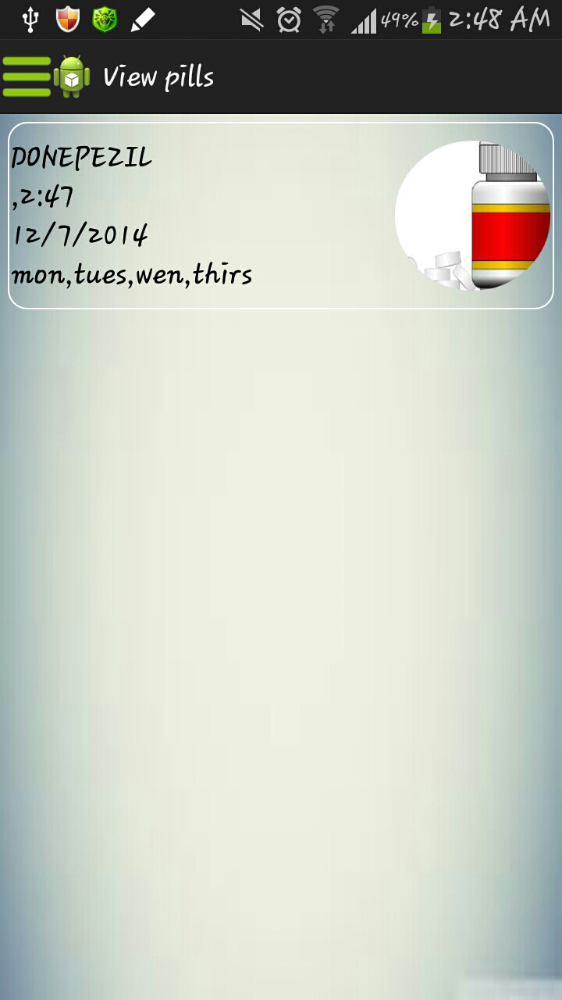 49% 2:48 AM
View pills
DONEPEZIL
,2:47
12/7/2014
mon,tues,wen,thirs